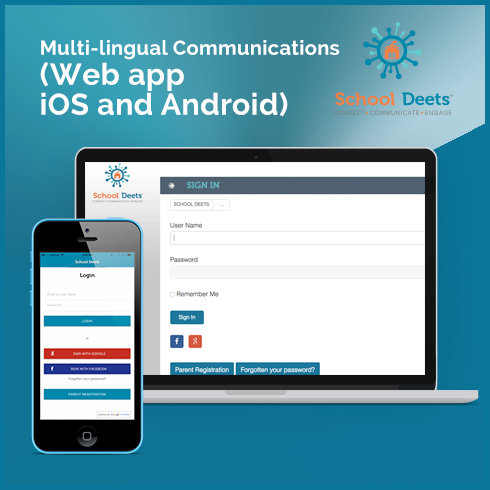 Multi-lingual Communications
(Web app
iOS and Android)
School Deets™
CONNECT • COMMUNICATE • ENGAGE
School Deets
SIGN IN
SCHOOL DEETS
...
User Name
Password
Remember Me
Sign In
Parent Registration
Forgotten your password?
School Deets
Login
Password
LOGIN
or
SIGN WITH GOOGLE
SIGN WITH FACEBOOK
Forgotten your password?
PARENT REGISTRATION